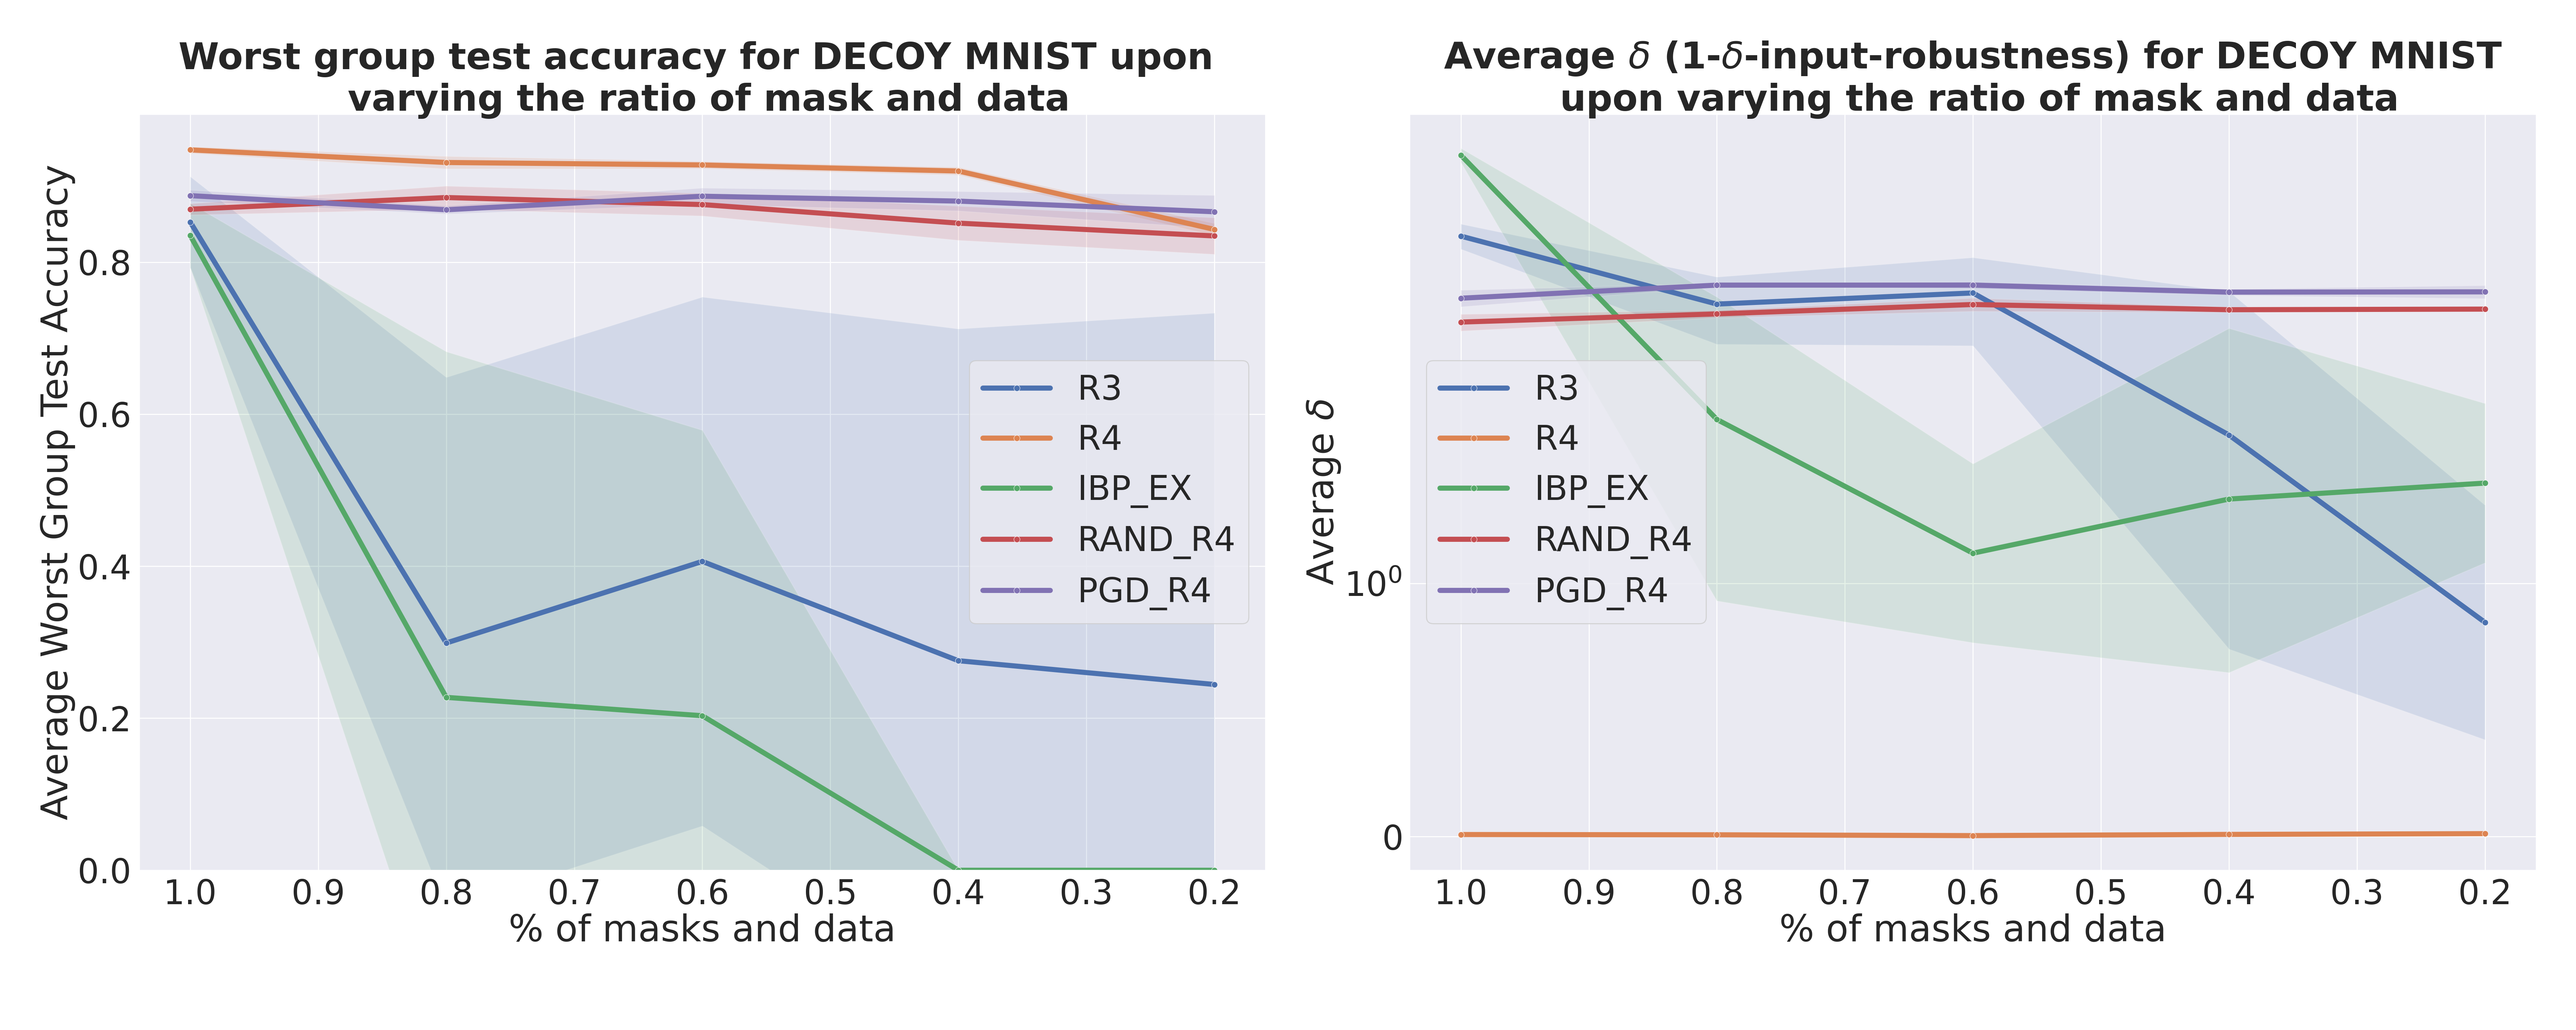 Worst group test accuracy for DECOY MNIST upon
varying the ratio of mask and data
Average Worst Group Test Accuracy
0.8
0.6
0.4
0.2
0.0
R3
R4
IBP_EX
RAND_R4
PGD_R4
1.0 0.9 0.8 0.7 0.6 0.5 0.4 0.3 0.2
% of masks and data
Average δ (1-δ-input-robustness) for DECOY MNIST
upon varying the ratio of mask and data
Average δ
10⁰
0
R3
R4
IBP_EX
RAND_R4
PGD_R4
1.0 0.9 0.8 0.7 0.6 0.5 0.4 0.3 0.2
% of masks and data